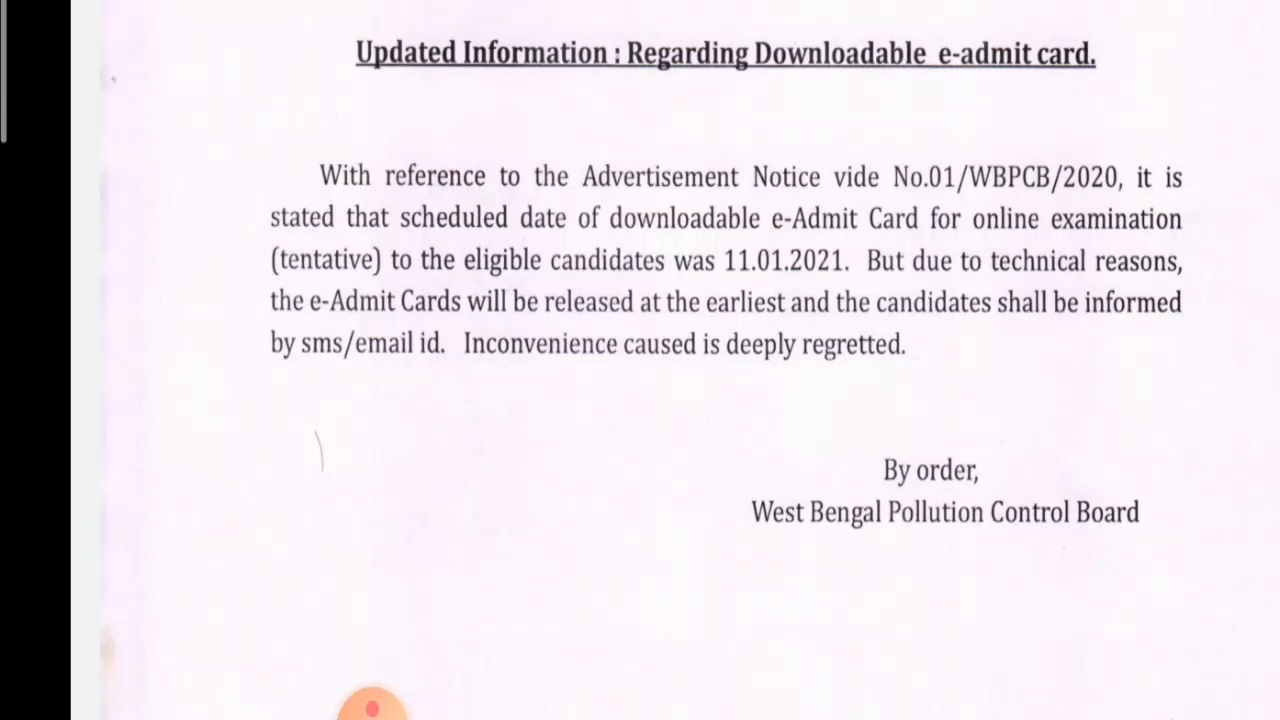 Updated Information : Regarding Downloadable e-admit card.
With reference to the Advertisement Notice vide No.01/WBPCB/2020, it is
stated that scheduled date of downloadable e-Admit Card for online examination
(tentative) to the eligible candidates was 11.01.2021. But due to technical reasons,
the e-Admit Cards will be released at the earliest and the candidates shall be informed
by sms/email id. Inconvenience caused is deeply regretted.
By order,
West Bengal Pollution Control Board